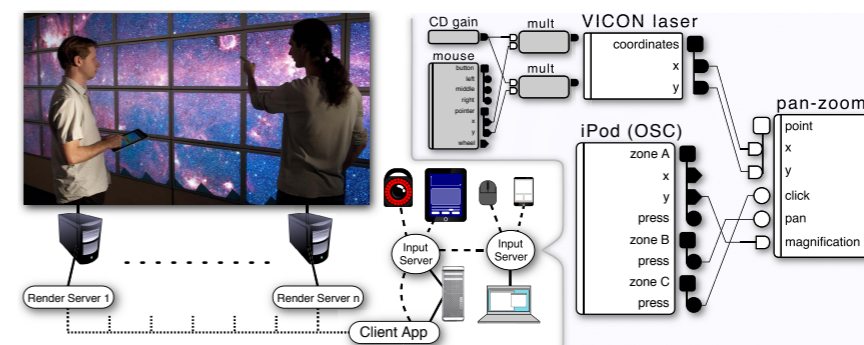 CD gain
mult
mouse
button
left
middle
right
pointer
x
y
wheel
mult
VICON laser
coordinates
x
y
iPod (OSC)
zone A
x
y
press
zone B
press
zone C
press
pan-zoom
point
x
y
click
pan
magnification
Input
Server
Input
Server
Render Server 1
Render Server n
Client App